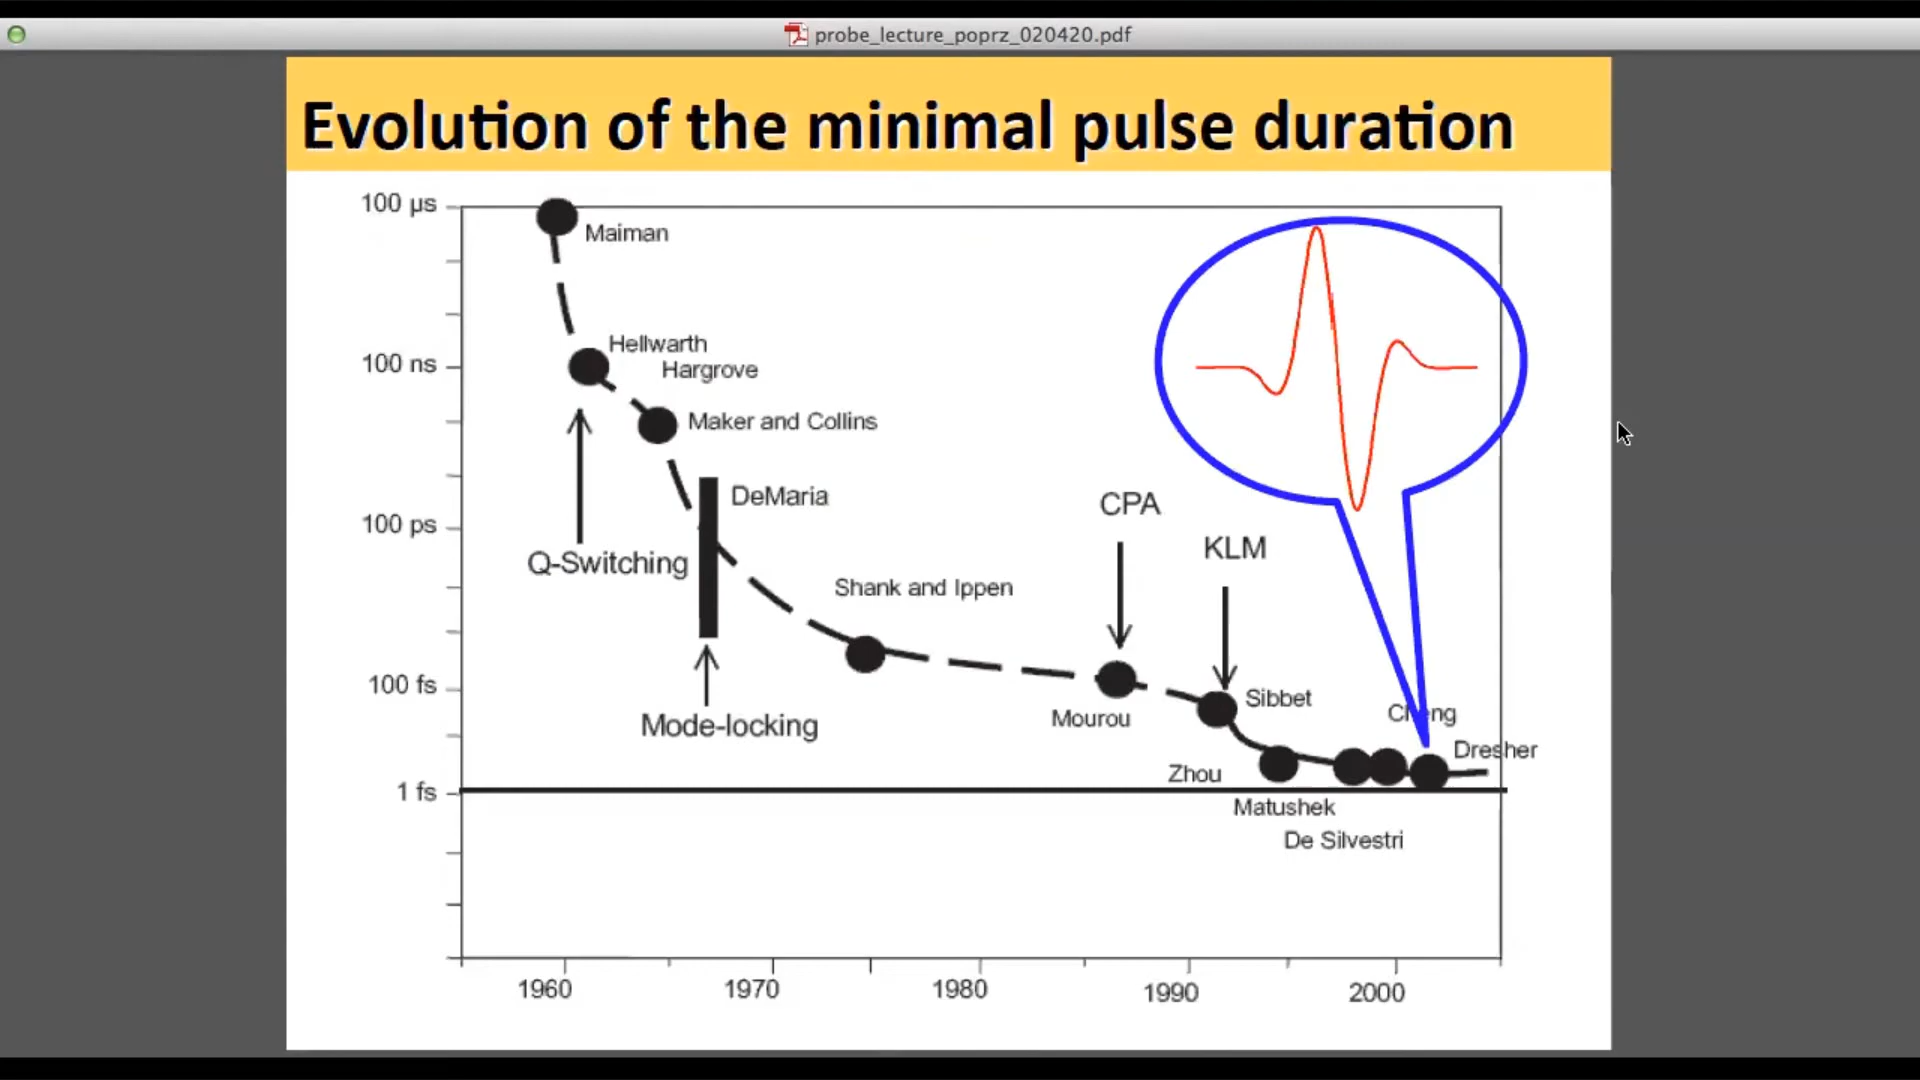 probe_lecture_poprz_020420.pdf
Evolution of the minimal pulse duration
100 µs
Maiman
Hellwarth
100 ns
Hargrove
Maker and Collins
DeMaria
CPA
100 ps
KLM
Q-Switching
Shank and Ippen
100 fs
Sibbet
Mourou
Cheng
Mode-locking
Dresher
Zhou
1 fs
Matushek
De Silvestri
1960 1970 1980 1990 2000